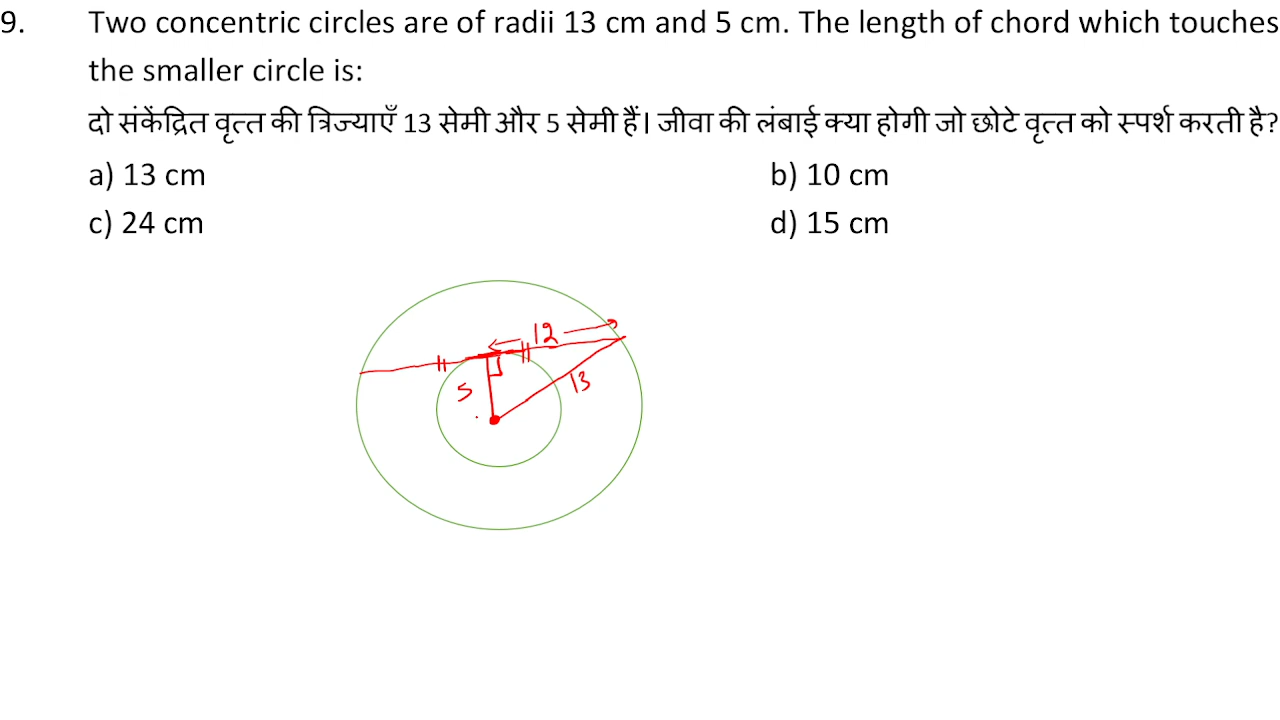 9. Two concentric circles are of radii 13 cm and 5 cm. The length of chord which touches
the smaller circle is:
दो संकेंद्रित वृत्त की त्रिज्याएँ 13 सेमी और 5 सेमी हैं। जीवा की लंबाई क्या होगी जो छोटे वृत्त को स्पर्श करती है?
a) 13 cm b) 10 cm
c) 24 cm d) 15 cm
12
5 13